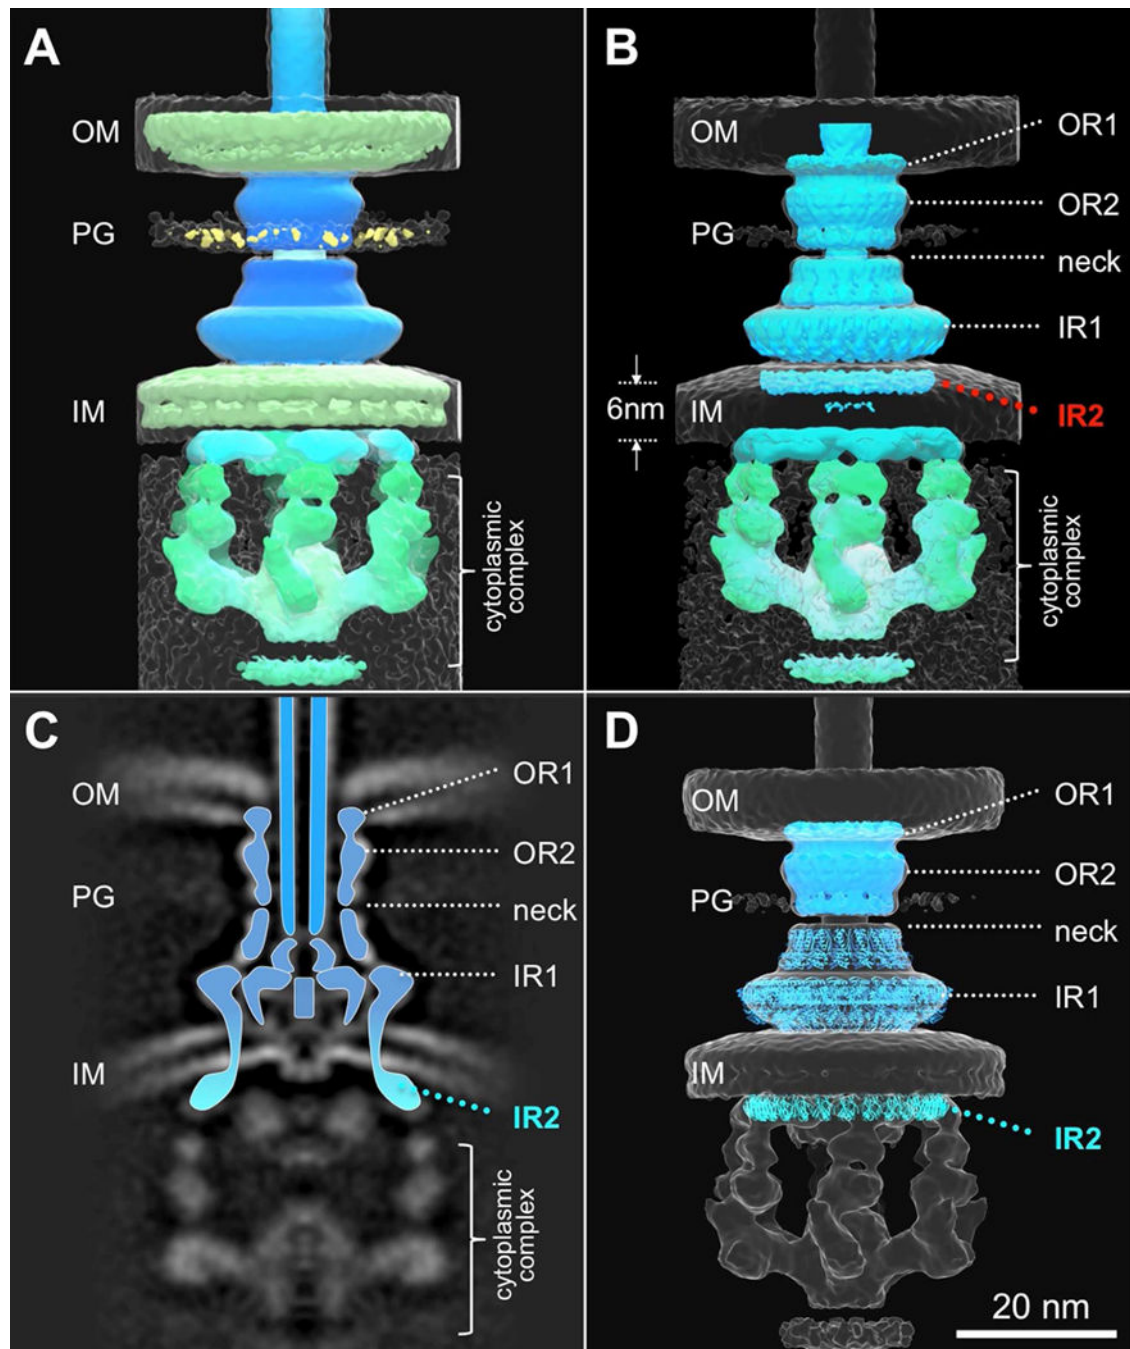 A
OM
PG
IM
cytoplasmic
complex
B
OM
OR1
OR2
PG
neck
IR1
6nm
IM
IR2
cytoplasmic
complex
C
OM
OR1
OR2
PG
neck
IR1
IM
IR2
cytoplasmic
complex
D
OM
OR1
OR2
PG
neck
IR1
IM
IR2
20 nm